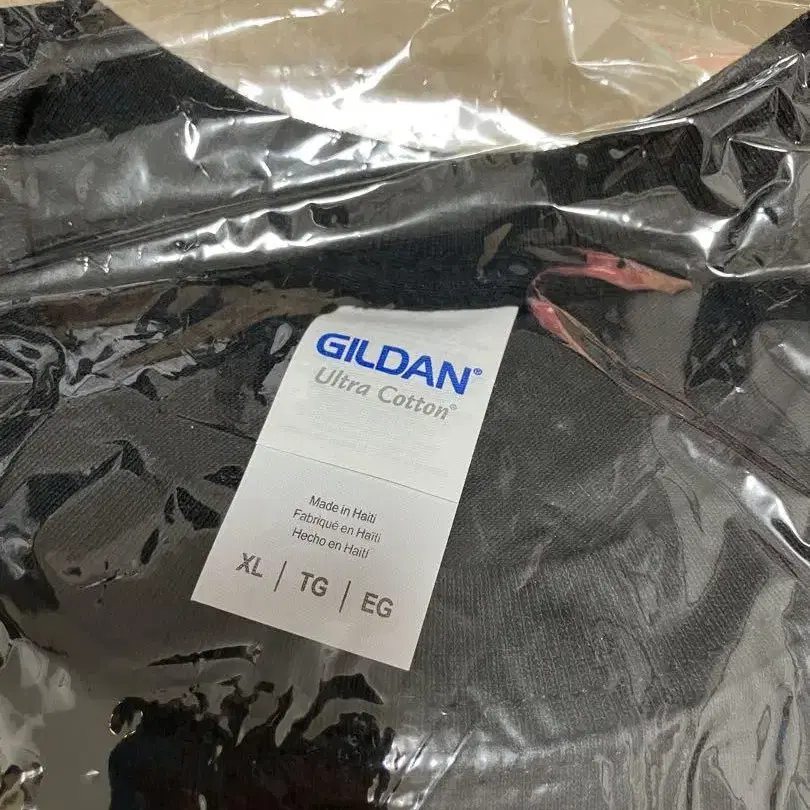 GILDAN®
Ultra Cotton®
Made in Haiti
Fabriqué en Haïti
Hecho en Haití
XL | TG | EG